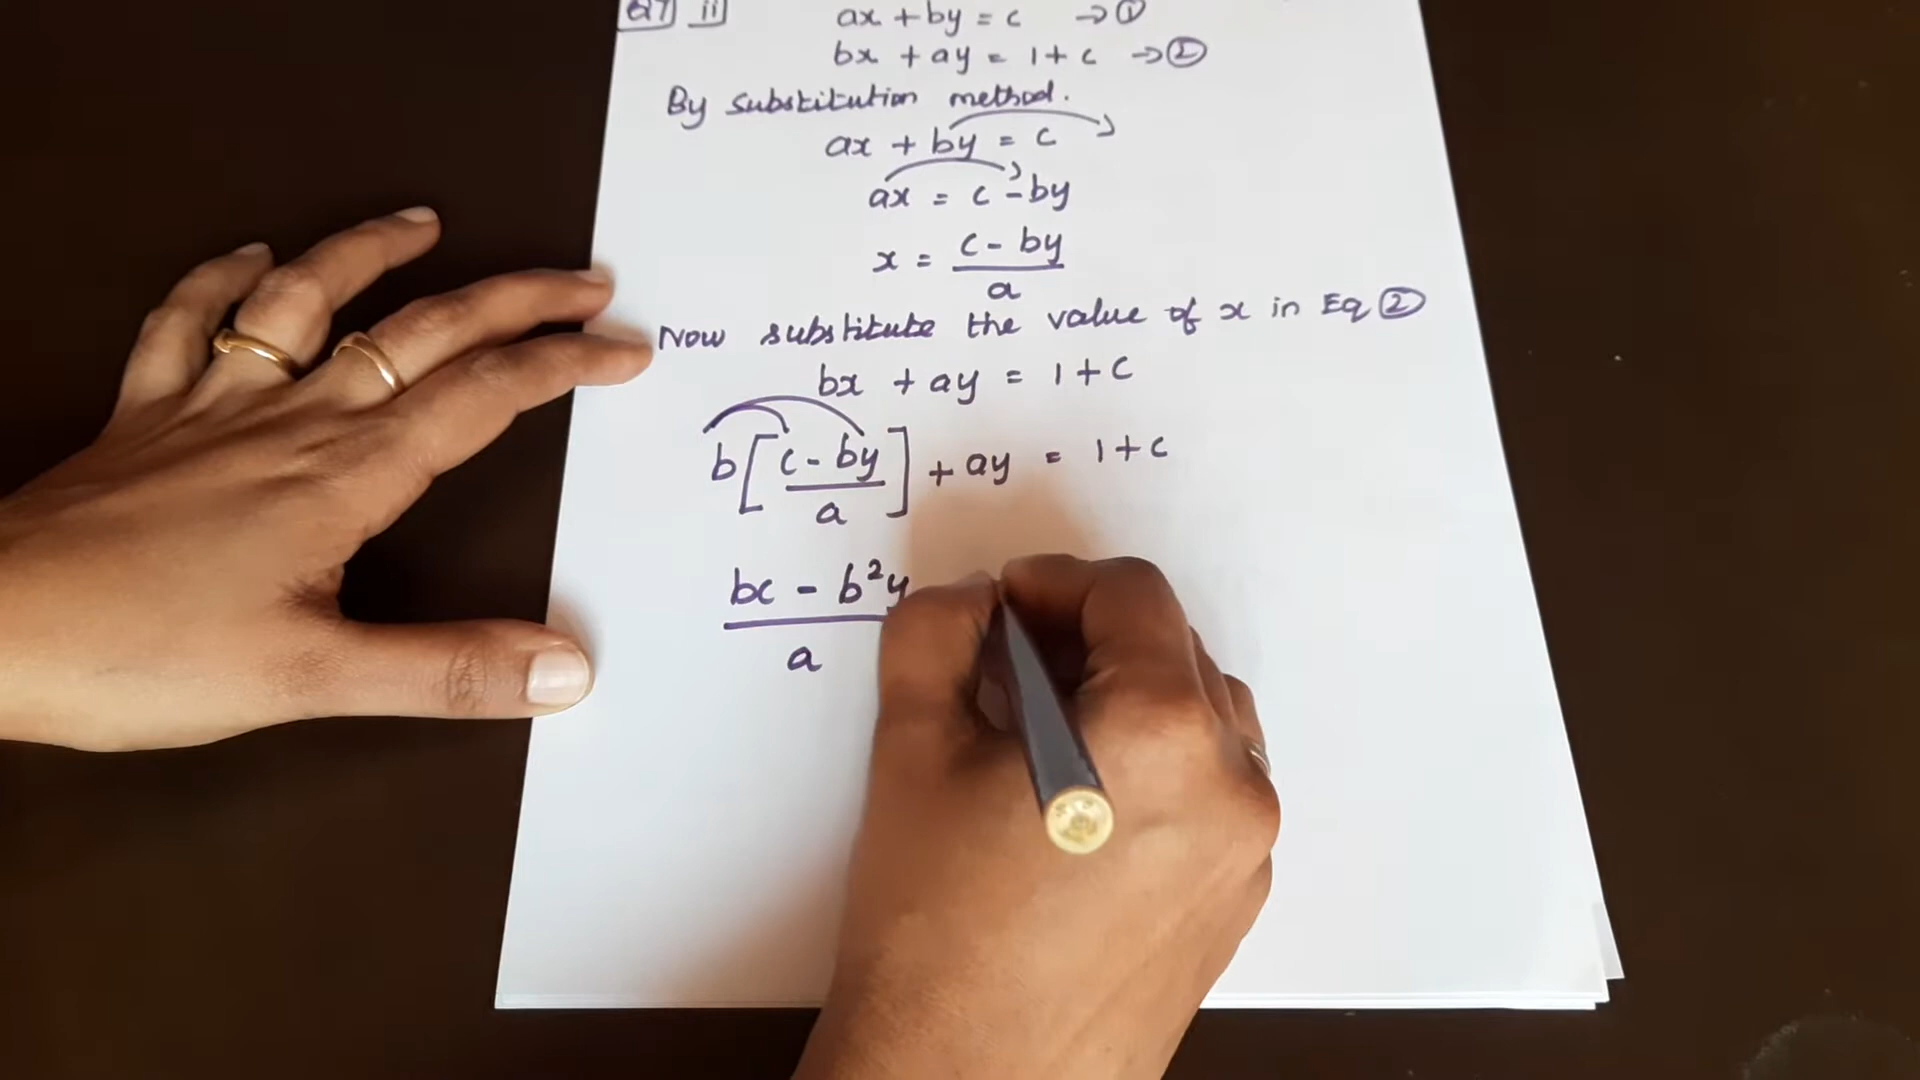 Q7 ii ax + by = c → ①
bx + ay = 1 + c → ②
By substitution method.
ax + by = c
ax = c - by
x = c - by
a
Now substitute the value of x in Eq ②
bx + ay = 1 + c
b[c - by] + ay = 1 + c
a
bc - b²y
a